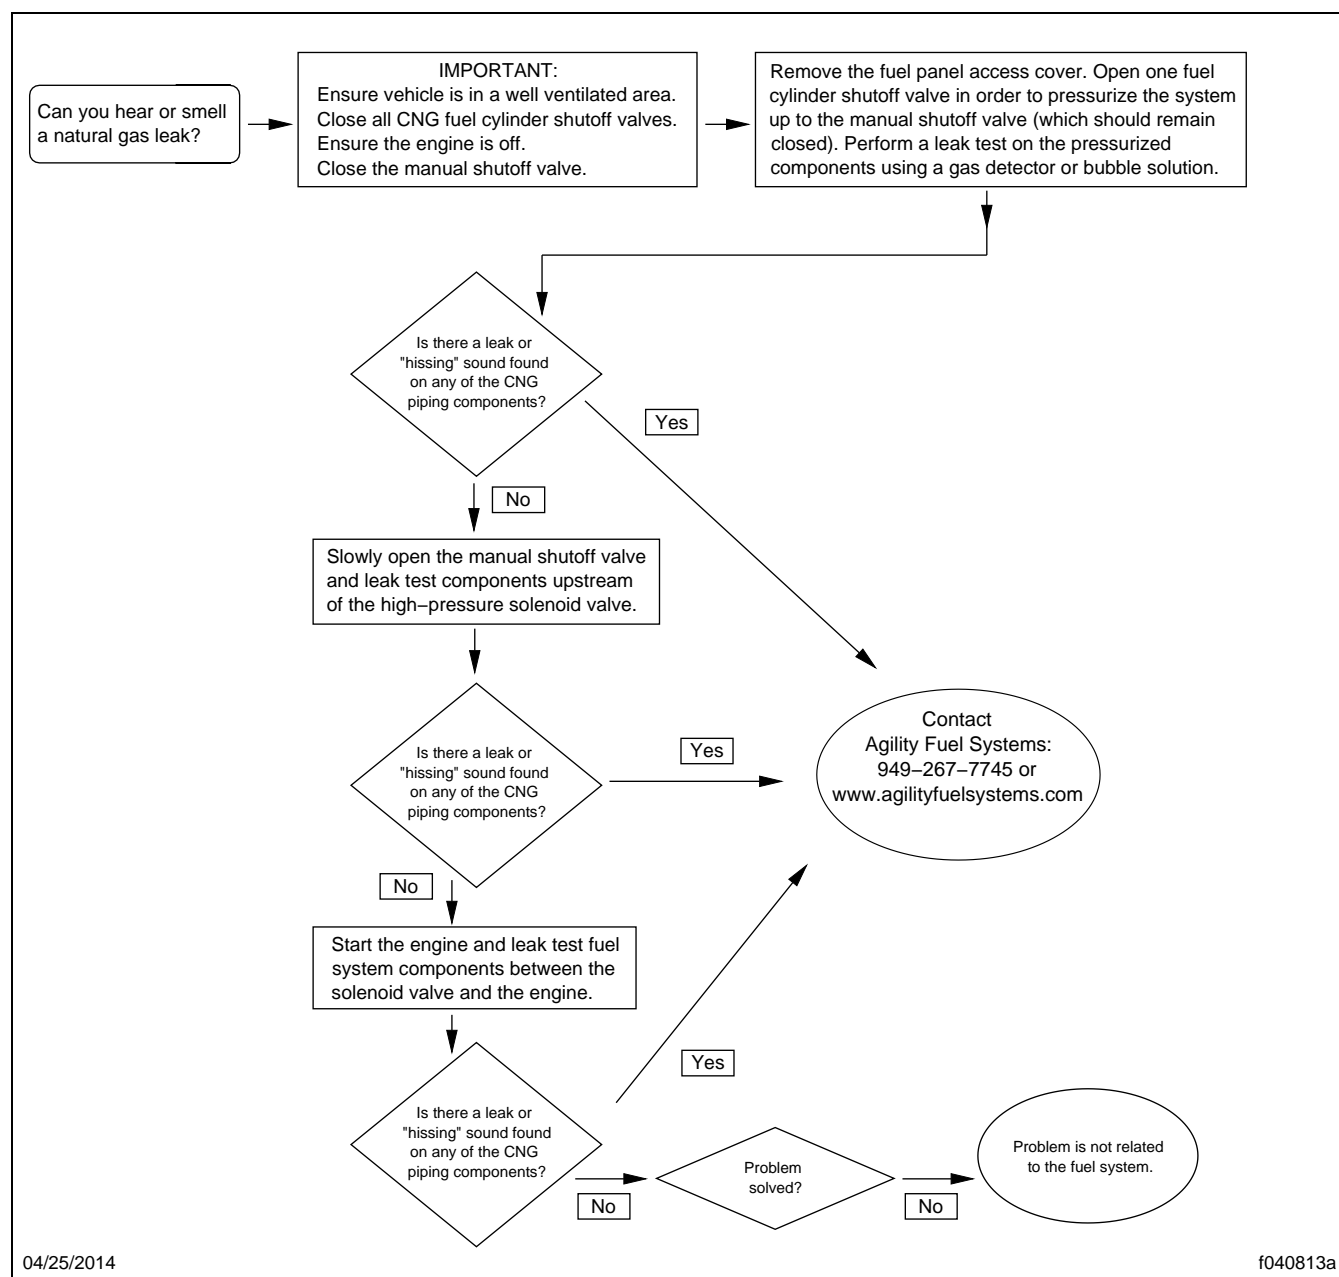 Can you hear or smell
a natural gas leak?
IMPORTANT:
Ensure vehicle is in a well ventilated area.
Close all CNG fuel cylinder shutoff valves.
Ensure the engine is off.
Close the manual shutoff valve.
Remove the fuel panel access cover. Open one fuel
cylinder shutoff valve in order to pressurize the system
up to the manual shutoff valve (which should remain
closed). Perform a leak test on the pressurized
components using a gas detector or bubble solution.
Is there a leak or
"hissing" sound found
on any of the CNG
piping components?
Yes
No
Slowly open the manual shutoff valve
and leak test components upstream
of the high−pressure solenoid valve.
Is there a leak or
"hissing" sound found
on any of the CNG
piping components?
Yes
Contact
Agility Fuel Systems:
949−267−7745 or
www.agilityfuelsystems.com
No
Start the engine and leak test fuel
system components between the
solenoid valve and the engine.
Yes
Is there a leak or
"hissing" sound found
on any of the CNG
piping components?
No
Problem
solved?
No
Problem is not related
to the fuel system.
04/25/2014
f040813a